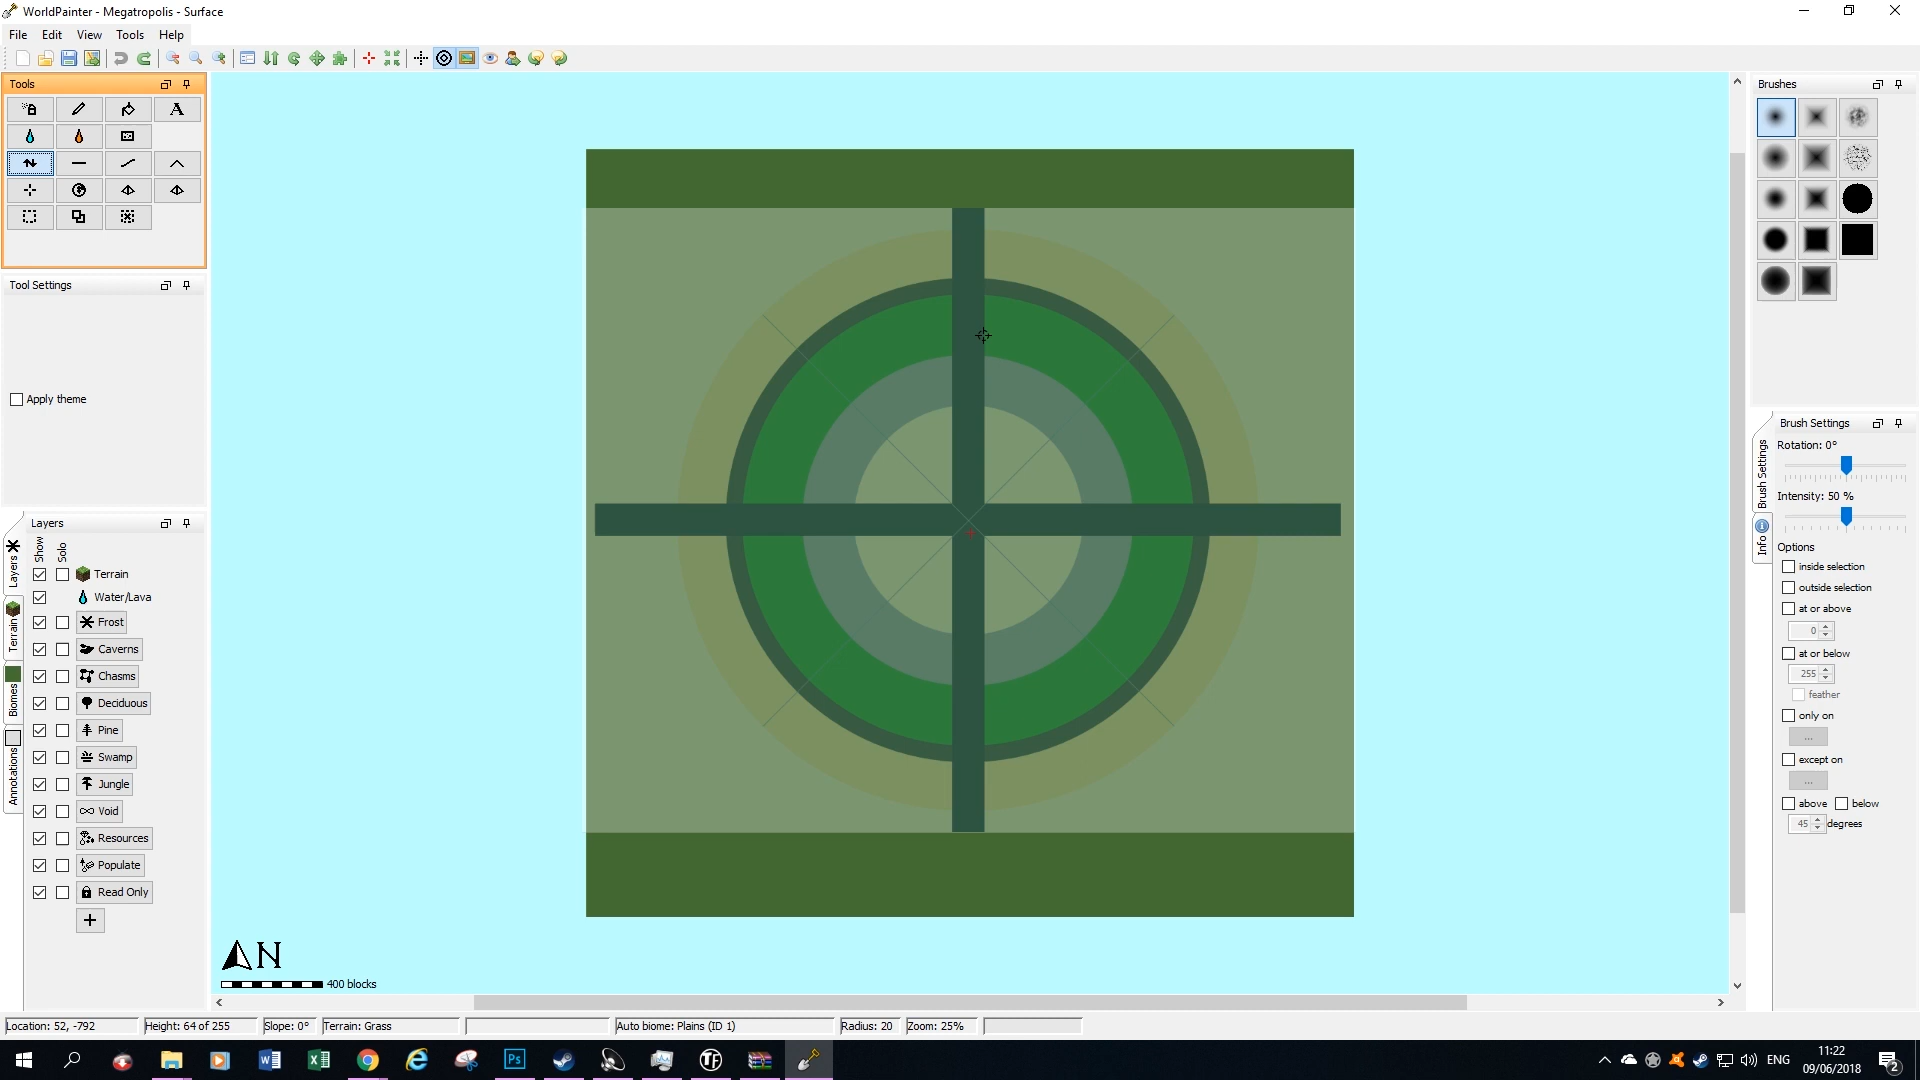 WorldPainter - Megatropolis - Surface
File Edit View Tools Help
Tools
A
Tool Settings
Apply theme
Layers
Show
Solo
Layers
Terrain
Biomes
Annotations
Terrain
Water/Lava
Frost
Caverns
Chasms
Deciduous
Pine
Swamp
Jungle
Void
Resources
Populate
Read Only
N
400 blocks
Brushes
Brush Settings
Info
Brush Settings
Rotation: 0°
Intensity: 50 %
Options
inside selection
outside selection
at or above
0
at or below
255
feather
only on
...
except on
...
above below
45 degrees
Location: 52, -792 Height: 64 of 255 Slope: 0° Terrain: Grass Auto biome: Plains (ID 1) Radius: 20 Zoom: 25%
Ps
TF
ENG
11:22
09/06/2018
2